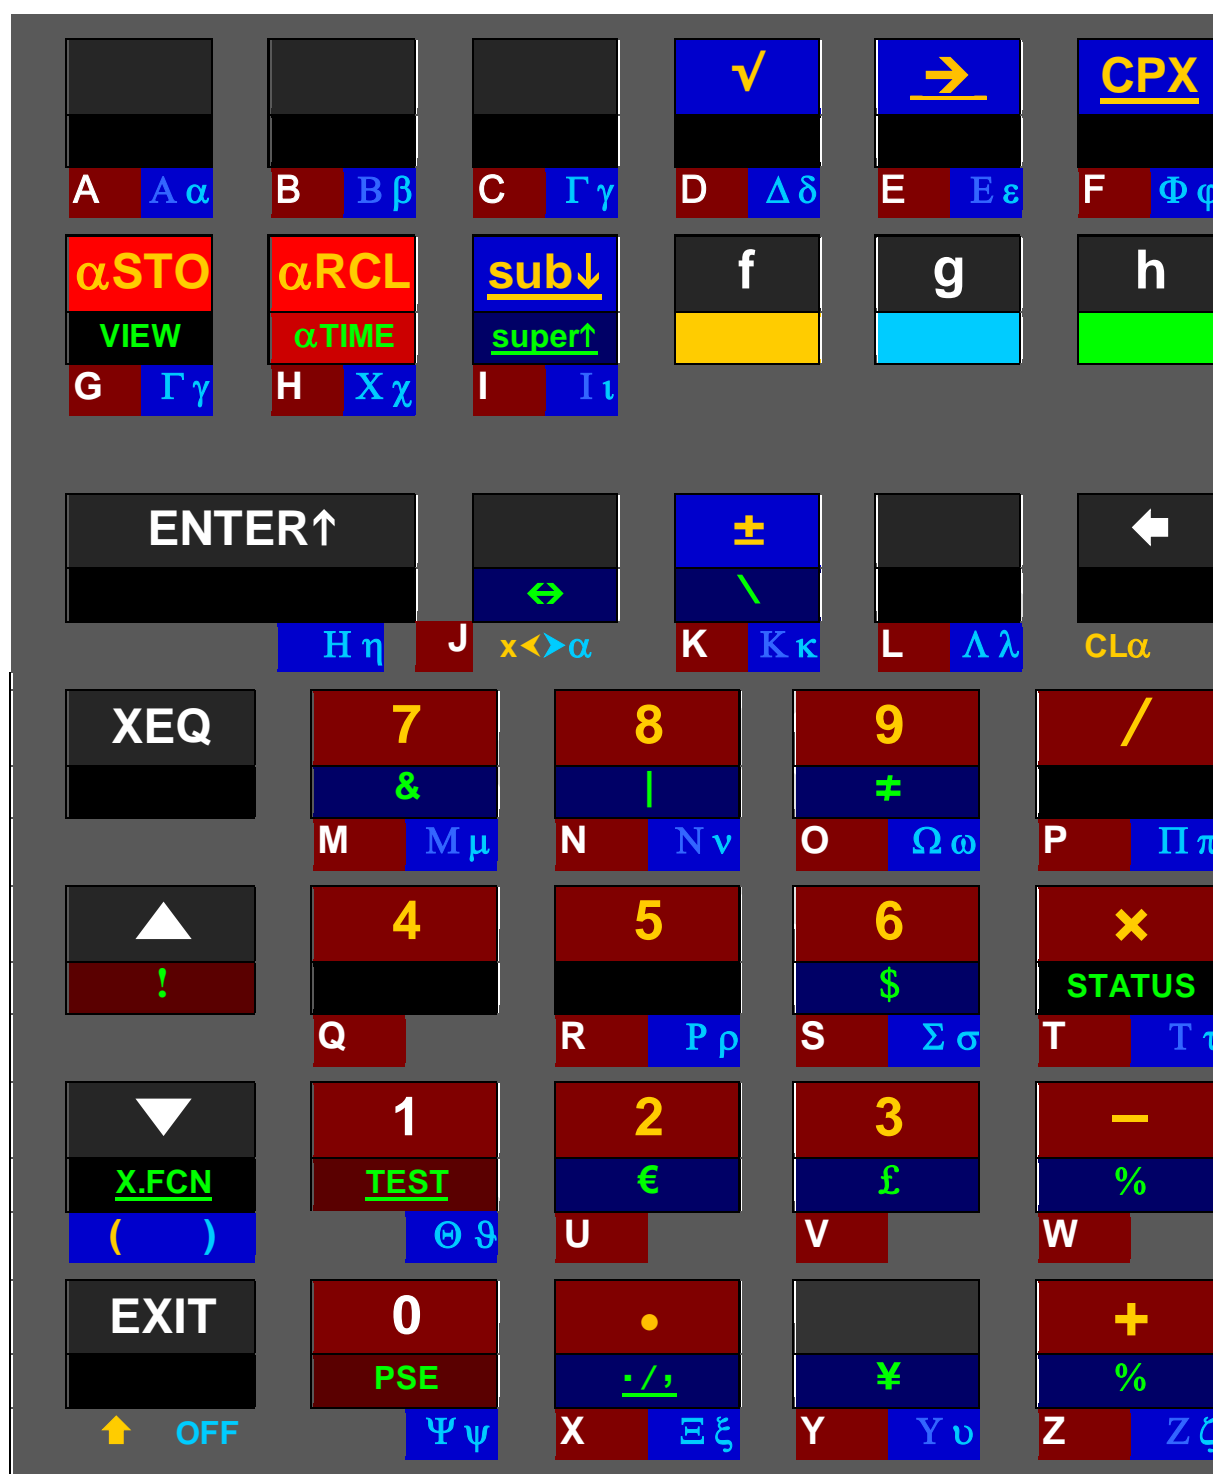 √ → CPX
A Α α B Β β C Γ γ D Δ δ E Ε ε F Φ φ
αSTO αRCL sub↓ f g h
VIEW αTIME super↑
G Γ γ H Χ χ I Ι ι
ENTER↑ ± 🡄
⇔ \
Η η J x≺≻α K Κ κ L Λ λ CLα
XEQ 7 8 9 /
& | ≠
M Μ μ N Ν ν O Ω ω P Π π
▲ 4 5 6 ×
! $ STATUS
Q R Ρ ρ S Σ σ T Τ τ
▼ 1 2 3 −
X.FCN TEST € £ %
( ) Θ ϑ U V W
EXIT 0 • +
PSE ./, ¥ %
🡅 OFF Ψ ψ X Ξ ξ Y Υ υ Z Ζ ζ